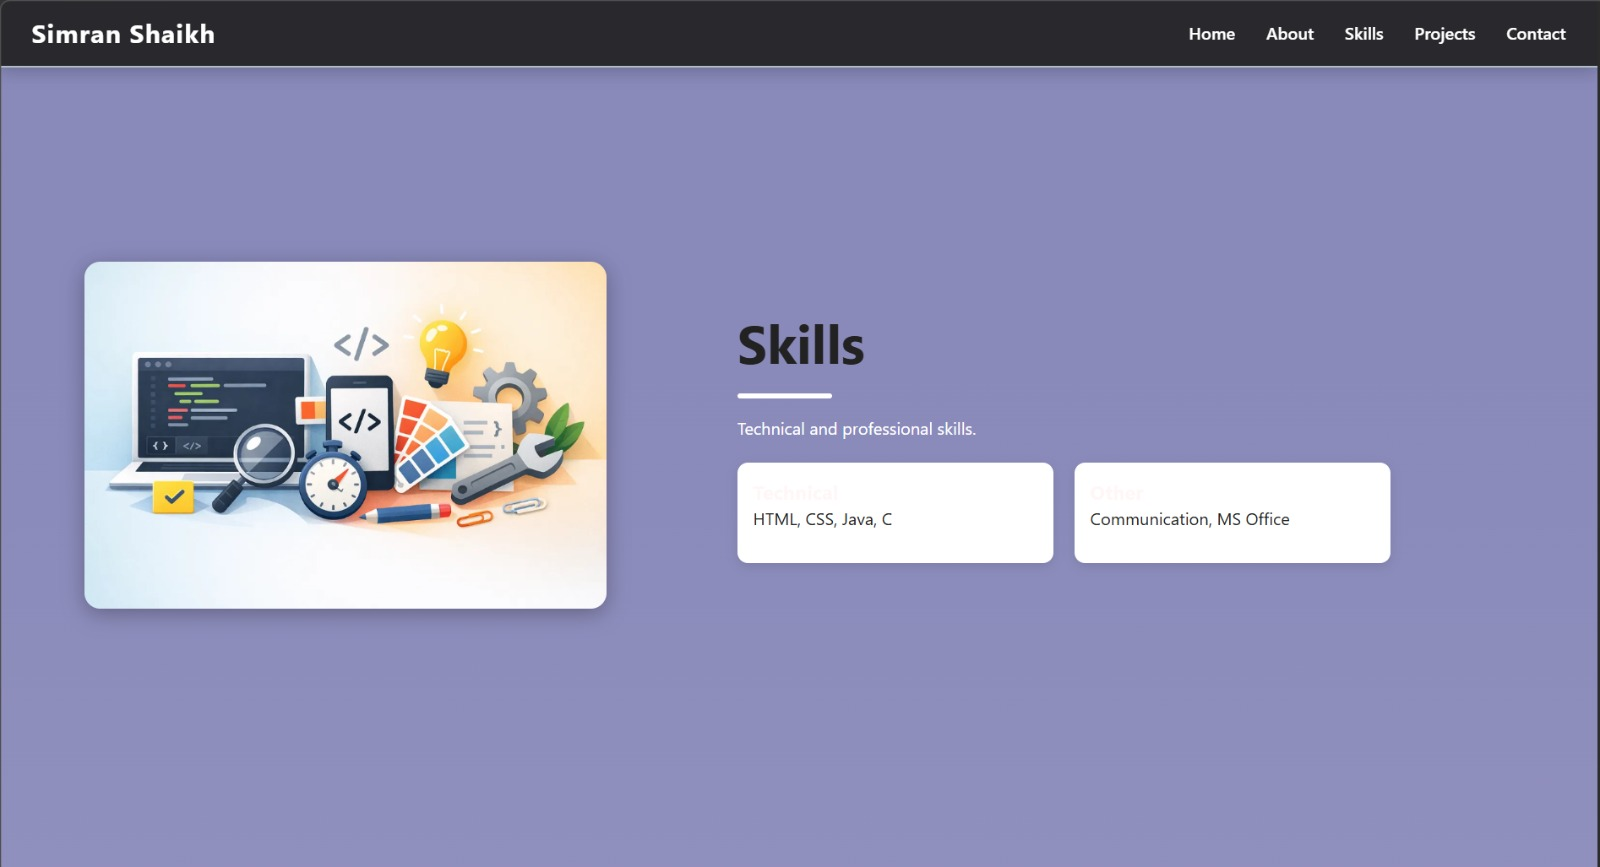 Simran Shaikh
Home About Skills Projects Contact
</>
</>
{ } </>
}
Skills
Technical and professional skills.
Technical
HTML, CSS, Java, C
Other
Communication, MS Office